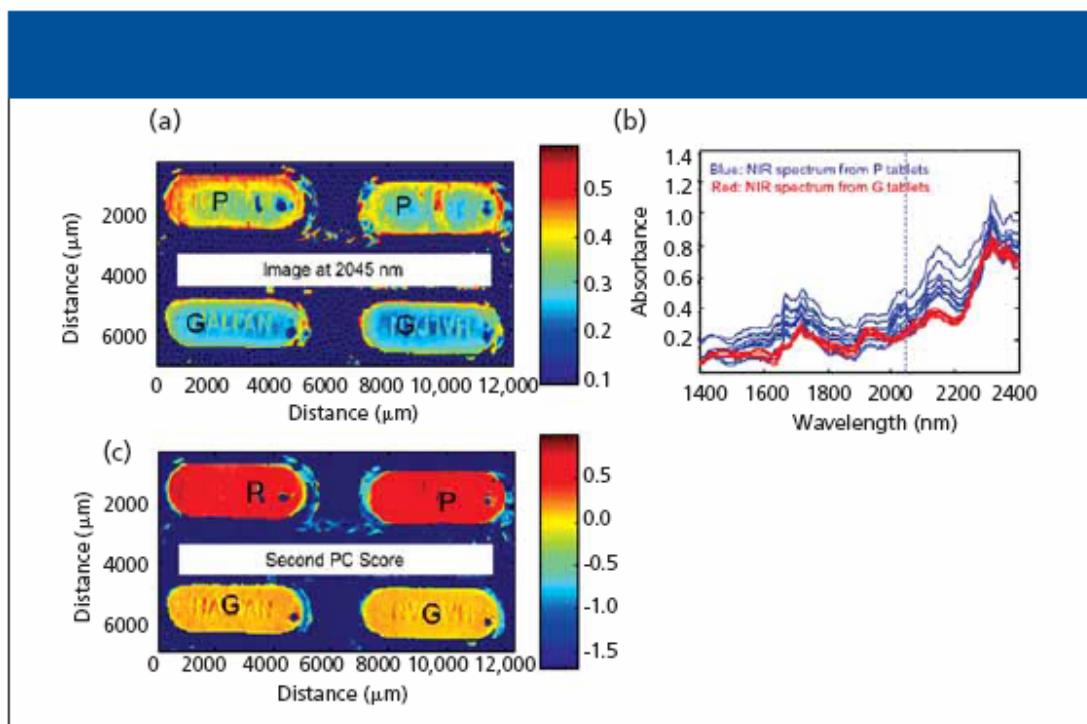 (a)
P
P
Image at 2045 nm
G
G
Distance (μm)
2000
4000
6000
0 2000 4000 6000 8000 10,000 12,000
Distance (μm)
0.5
0.4
0.3
0.2
0.1
(b)
Blue: NIR spectrum from P tablets
Red: NIR spectrum from G tablets
Absorbance
1.4
1.2
1.0
0.8
0.6
0.4
0.2
1400 1600 1800 2000 2200 2400
Wavelength (nm)
(c)
R
P
Second PC Score
G
G
Distance (μm)
2000
4000
6000
0 2000 4000 6000 8000 10,000 12,000
Distance (μm)
0.5
0.0
-0.5
-1.0
-1.5